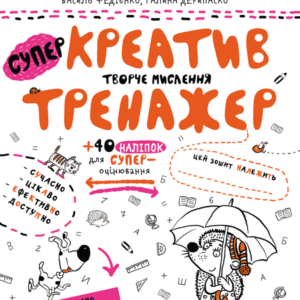 ВАСИЛЬ ФЕДІЄНКО, ГАЛИНА ДЕРИПАСКО
СУПЕР
КРЕАТИВ
ТВОРЧЕ МИСЛЕННЯ
ТРЕНАЖЕР
+40 НАЛІПОК
для СУПЕР–
оцінювання
ЦЕЙ ЗОШИТ НАЛЕЖИТЬ
СУЧАСНО
ЦІКАВО
ЕФЕКТИВНО
ДОСТУПНО